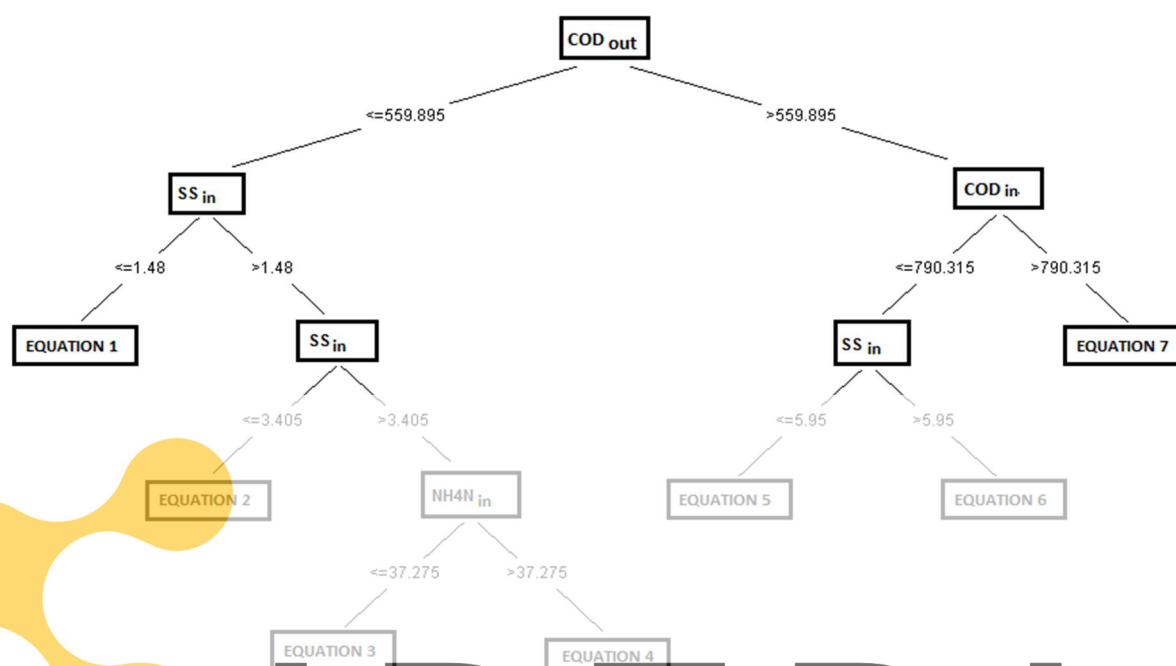 COD out
<=559.895 >559.895
SS in
COD in.
<=1.48 >1.48 <=790.315 >790.315
EQUATION 1
SS in
SS in
EQUATION 7
<=3.405 >3.405 <=5.95 >5.95
EQUATION 2
NH4N in
EQUATION 5
EQUATION 6
<=37.275 >37.275
EQUATION 3
EQUATION 4